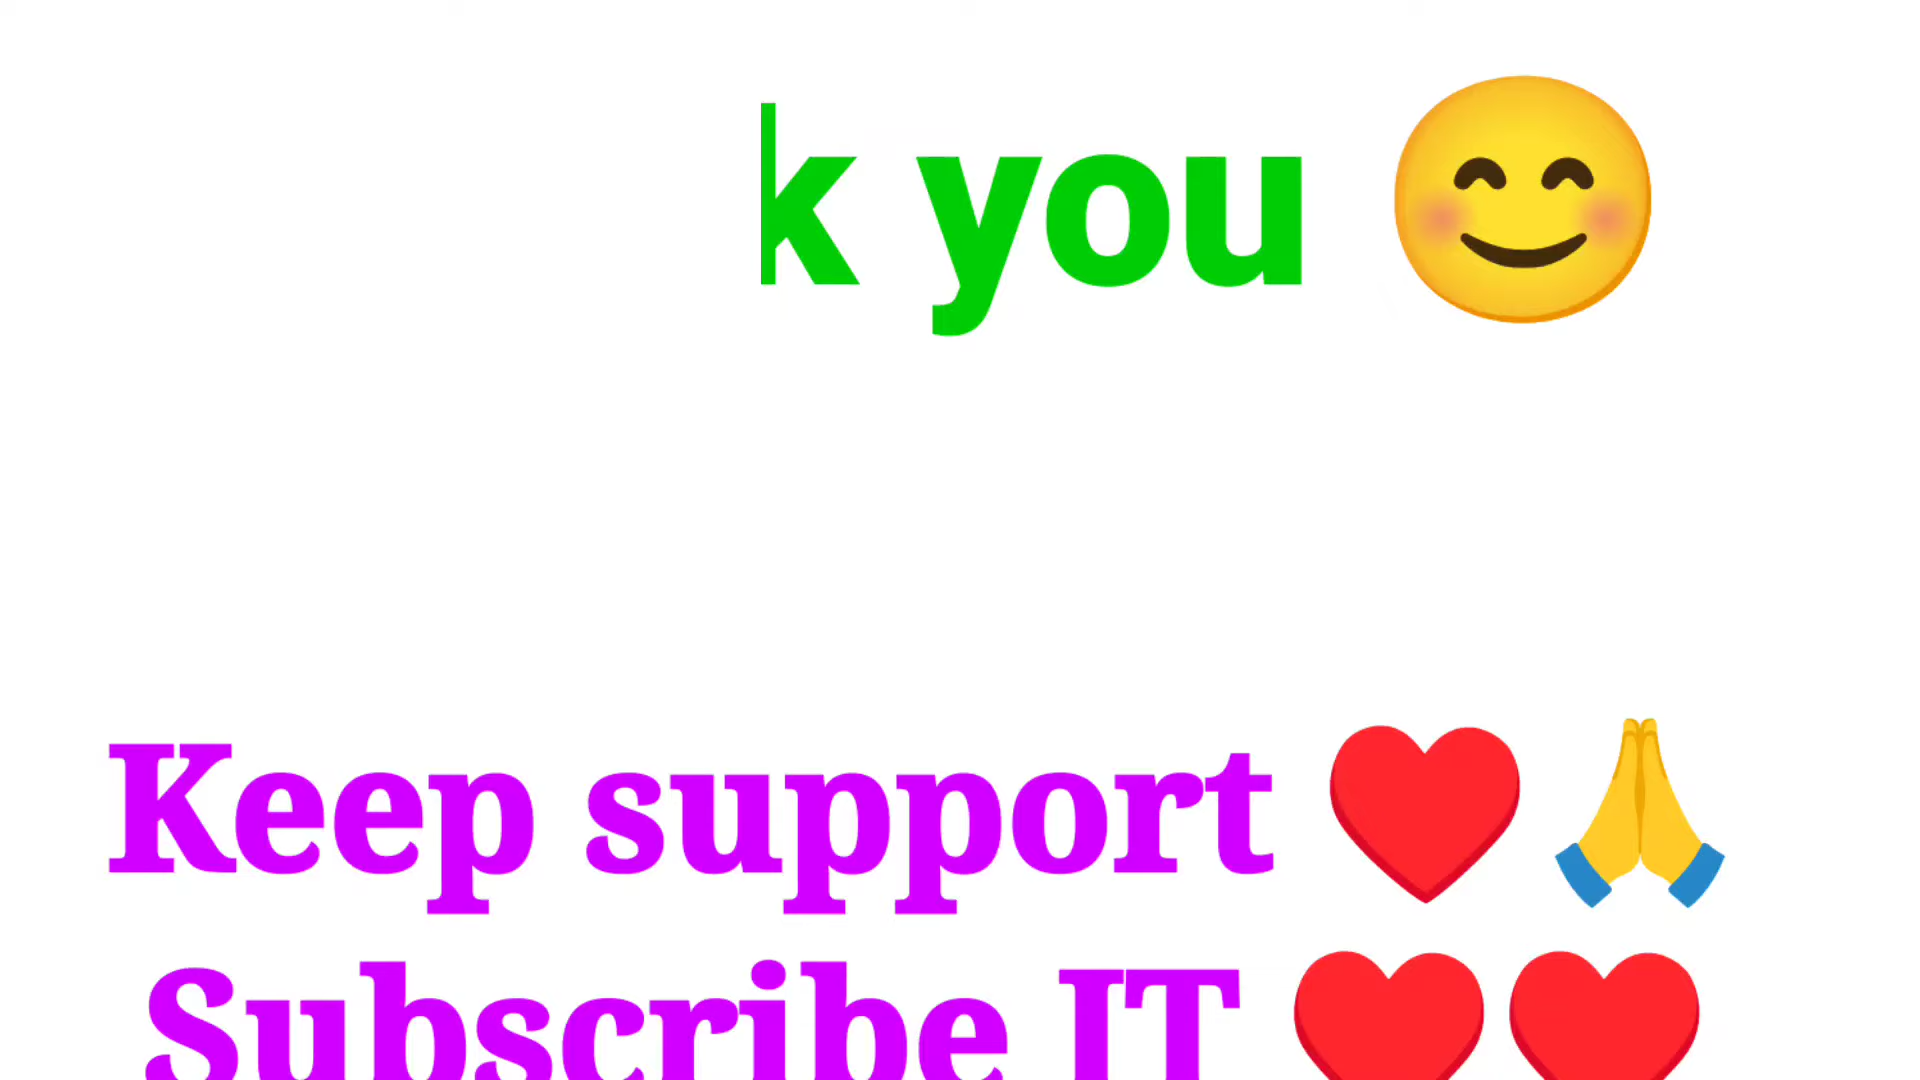 k you 😊
Keep support ❤️🙏
Subscribe IT ❤️❤️